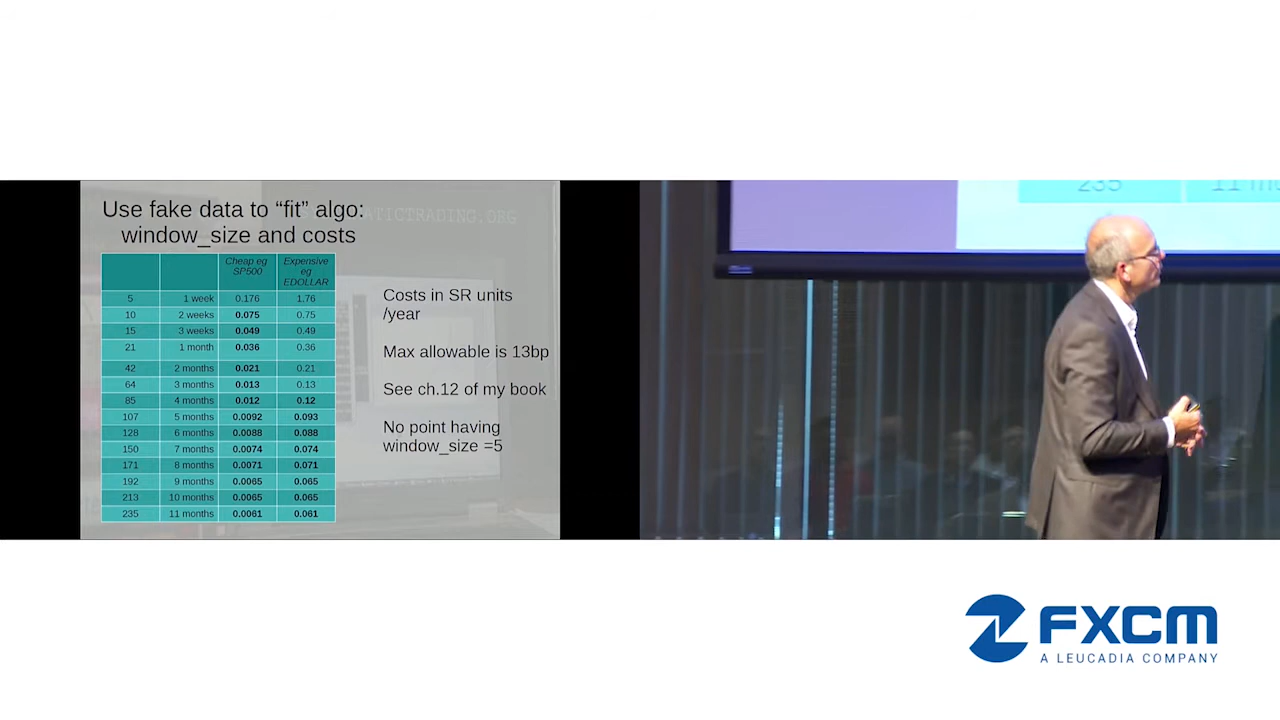 Use fake data to “fit” algo:
window_size and costs
ATICTRADING.ORG
Cheap eg SP500 Expensive eg EDOLLAR
5 1 week 0.176 1.76
10 2 weeks 0.075 0.75
15 3 weeks 0.049 0.49
21 1 month 0.036 0.36
42 2 months 0.021 0.21
64 3 months 0.013 0.13
85 4 months 0.012 0.12
107 5 months 0.0092 0.093
128 6 months 0.0088 0.088
150 7 months 0.0074 0.074
171 8 months 0.0071 0.071
192 9 months 0.0065 0.065
213 10 months 0.0065 0.065
235 11 months 0.0061 0.061
Costs in SR units
/year
Max allowable is 13bp
See ch.12 of my book
No point having
window_size =5
235
FXCM
A LEUCADIA COMPANY